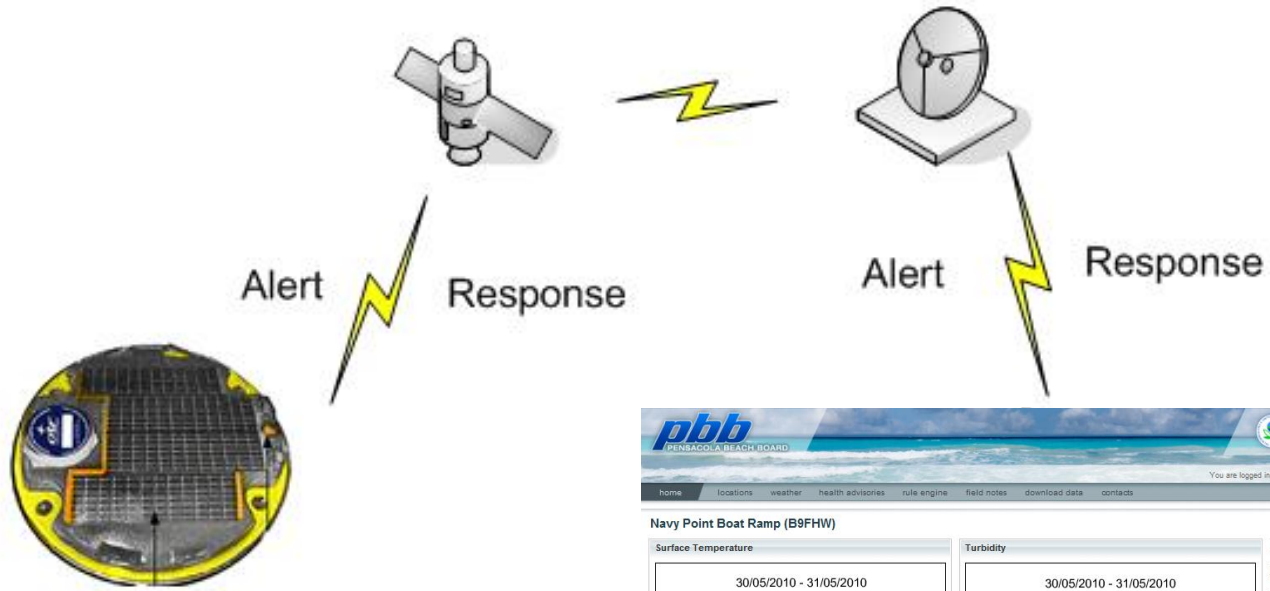 Alert
Response
Alert
Response
pbb
PENSACOLA BEACH BOARD
You are logged in
home locations weather health advisories rule engine field notes download data contacts
Navy Point Boat Ramp (B9FHW)
Surface Temperature
Turbidity
30/05/2010 - 31/05/2010
30/05/2010 - 31/05/2010